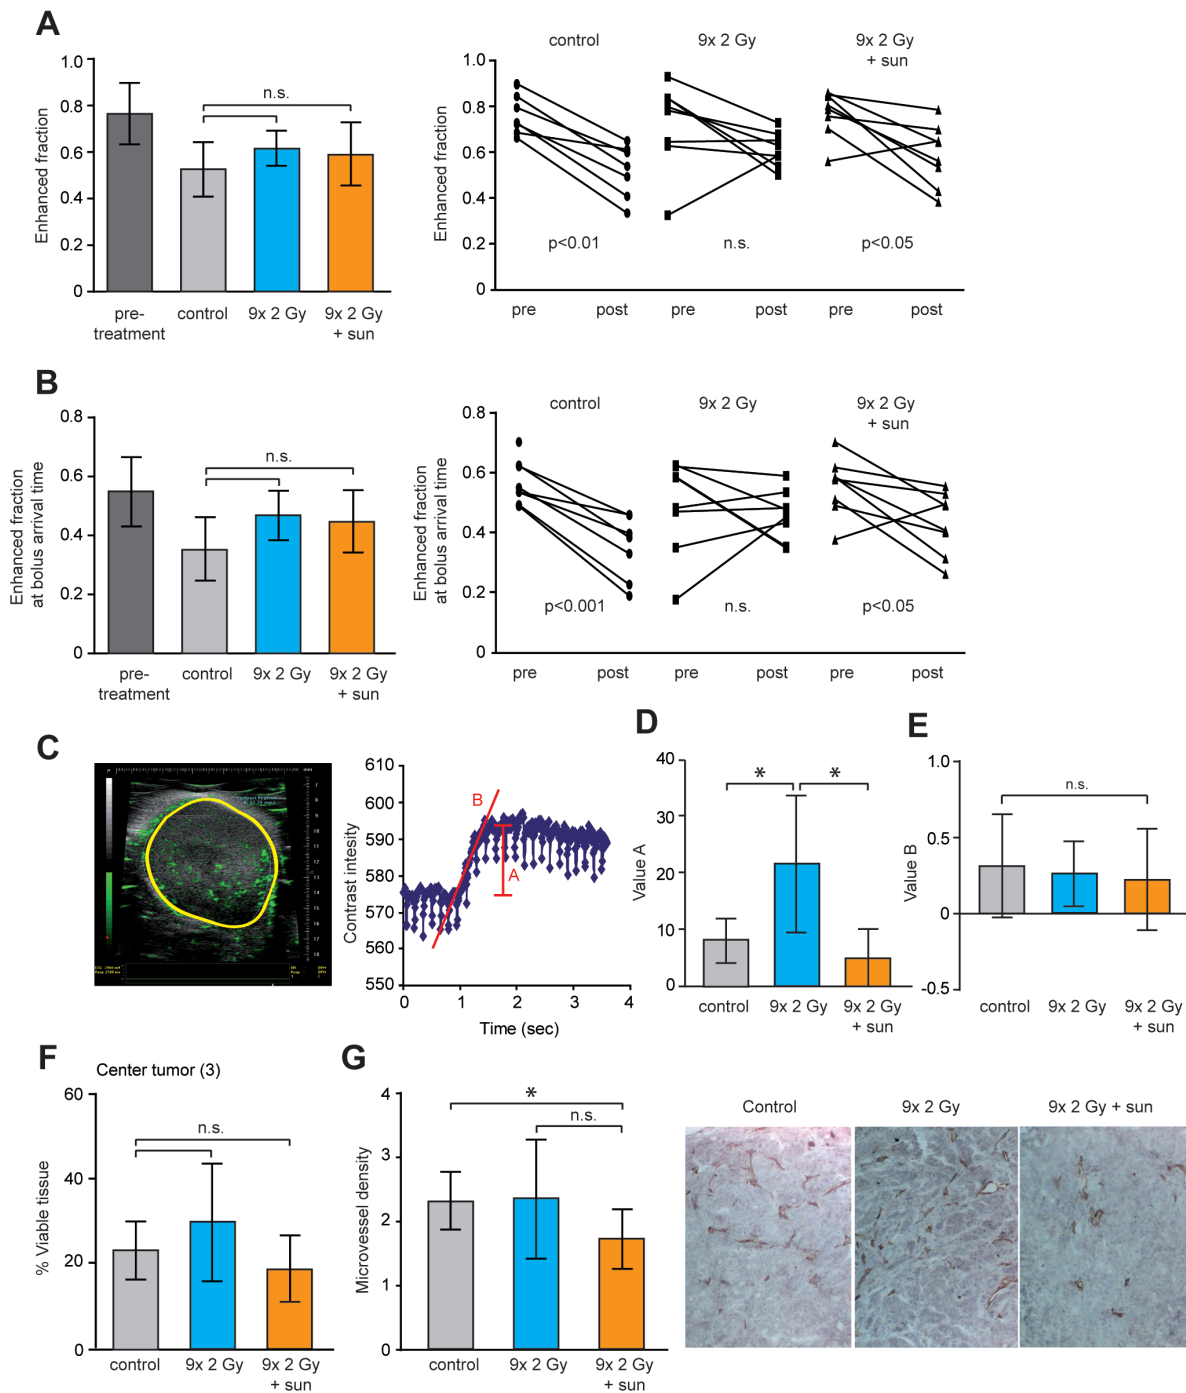 A
control
9x 2 Gy
9x 2 Gy
+ sun
Enhanced fraction
1.0
0.8
0.6
0.4
0.2
0
n.s.
pre-
treatment
control
9x 2 Gy
9x 2 Gy
+ sun
Enhanced fraction
1.0
0.8
0.6
0.4
0.2
0
p<0.01
n.s.
p<0.05
pre
post
pre
post
pre
post
B
control
9x 2 Gy
9x 2 Gy
+ sun
Enhanced fraction
at bolus arrival time
0.8
0.6
0.4
0.2
0
n.s.
pre-
treatment
control
9x 2 Gy
9x 2 Gy
+ sun
Enhanced fraction
at bolus arrival time
0.8
0.6
0.4
0.2
0
p<0.001
n.s.
p<0.05
pre
post
pre
post
pre
post
C
Contrast intesity
610
600
590
580
570
560
550
B
A
0
1
2
3
4
Time (sec)
D
Value A
40
30
20
10
0
*
*
control
9x 2 Gy
9x 2 Gy
+ sun
E
Value B
1.0
0.5
0
-0.5
n.s.
control
9x 2 Gy
9x 2 Gy
+ sun
F
Center tumor (3)
% Viable tissue
60
40
20
0
n.s.
control
9x 2 Gy
9x 2 Gy
+ sun
G
Microvessel density
4
3
2
1
0
*
n.s.
control
9x 2 Gy
9x 2 Gy
+ sun
Control
9x 2 Gy
9x 2 Gy + sun